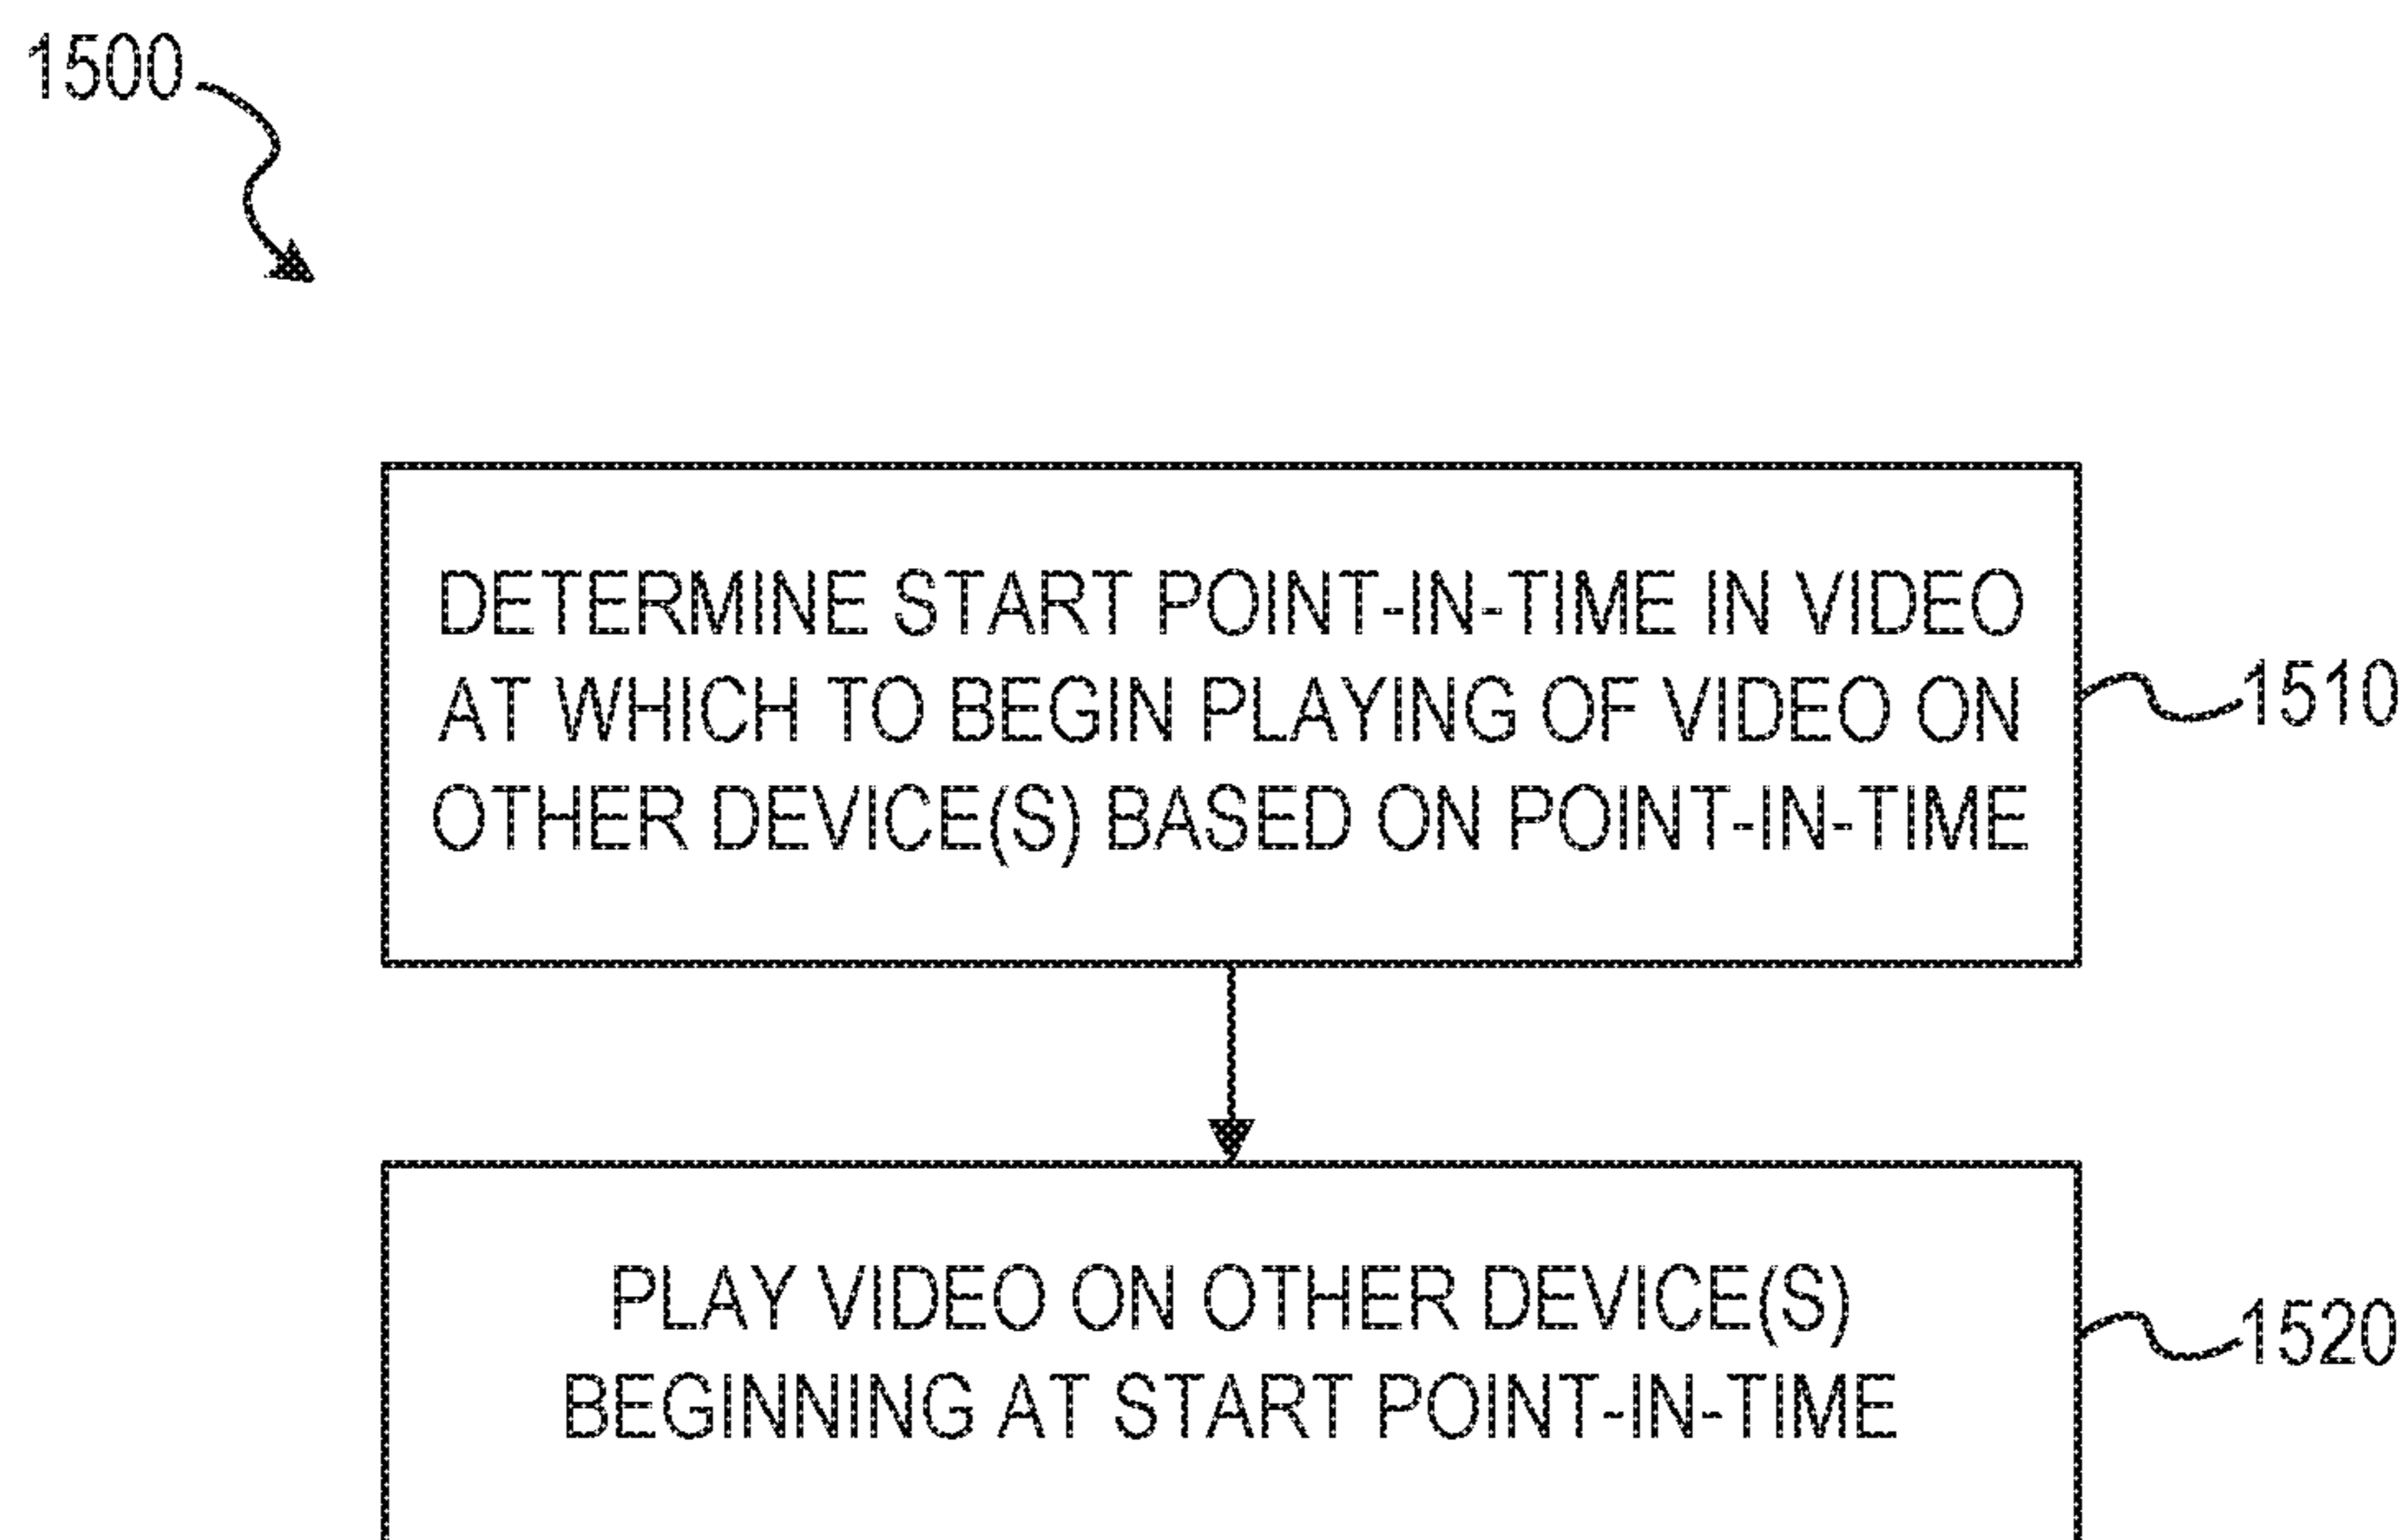 1500
DETERMINE START POINT-IN-TIME IN VIDEO
AT WHICH TO BEGIN PLAYING OF VIDEO ON
OTHER DEVICE(S) BASED ON POINT-IN-TIME
1510
PLAY VIDEO ON OTHER DEVICE(S)
BEGINNING AT START POINT-IN-TIME
1520